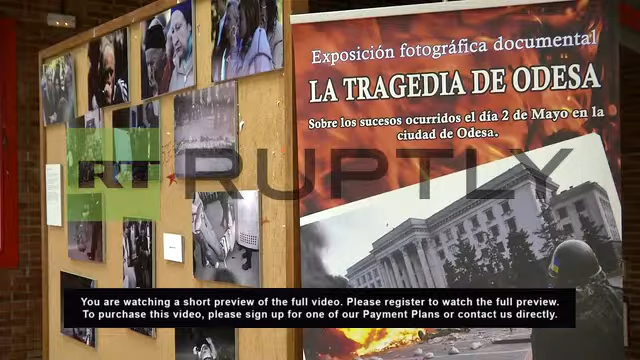 Exposición fotográfica documental
LA TRAGEDIA DE ODESA
Sobre los sucesos ocurridos el día 2 de Mayo en la
ciudad de Odesa.
RT RUPTLY
You are watching a short preview of the full video. Please register to watch the full preview.
To purchase this video, please sign up for one of our Payment Plans or contact us directly.